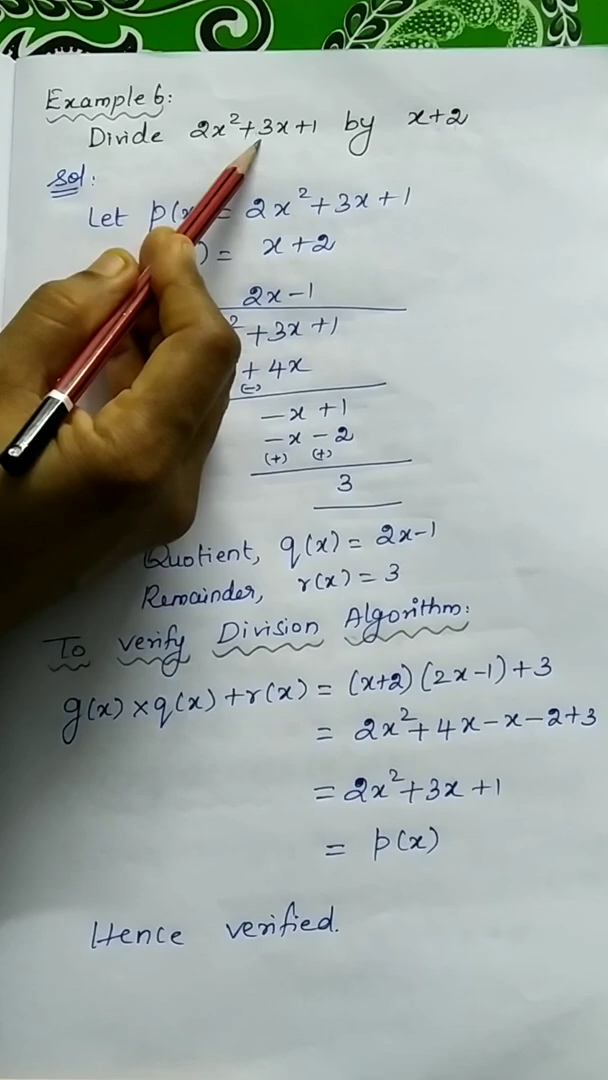 Example 6:
Divide 2x²+3x+1 by x+2
Sol:
Let p(x) = 2x²+3x+1
) = x+2
2x-1
² +3x+1
+ 4x
(-)
-x +1
-x -2
(+) (+)
3
Quotient, q(x) = 2x-1
Remainder, r(x) = 3
To verify Division Algorithm:
g(x) × q(x) + r(x) = (x+2) (2x-1)+3
= 2x²+4x-x-2+3
= 2x²+3x+1
= p(x)
Hence verified.